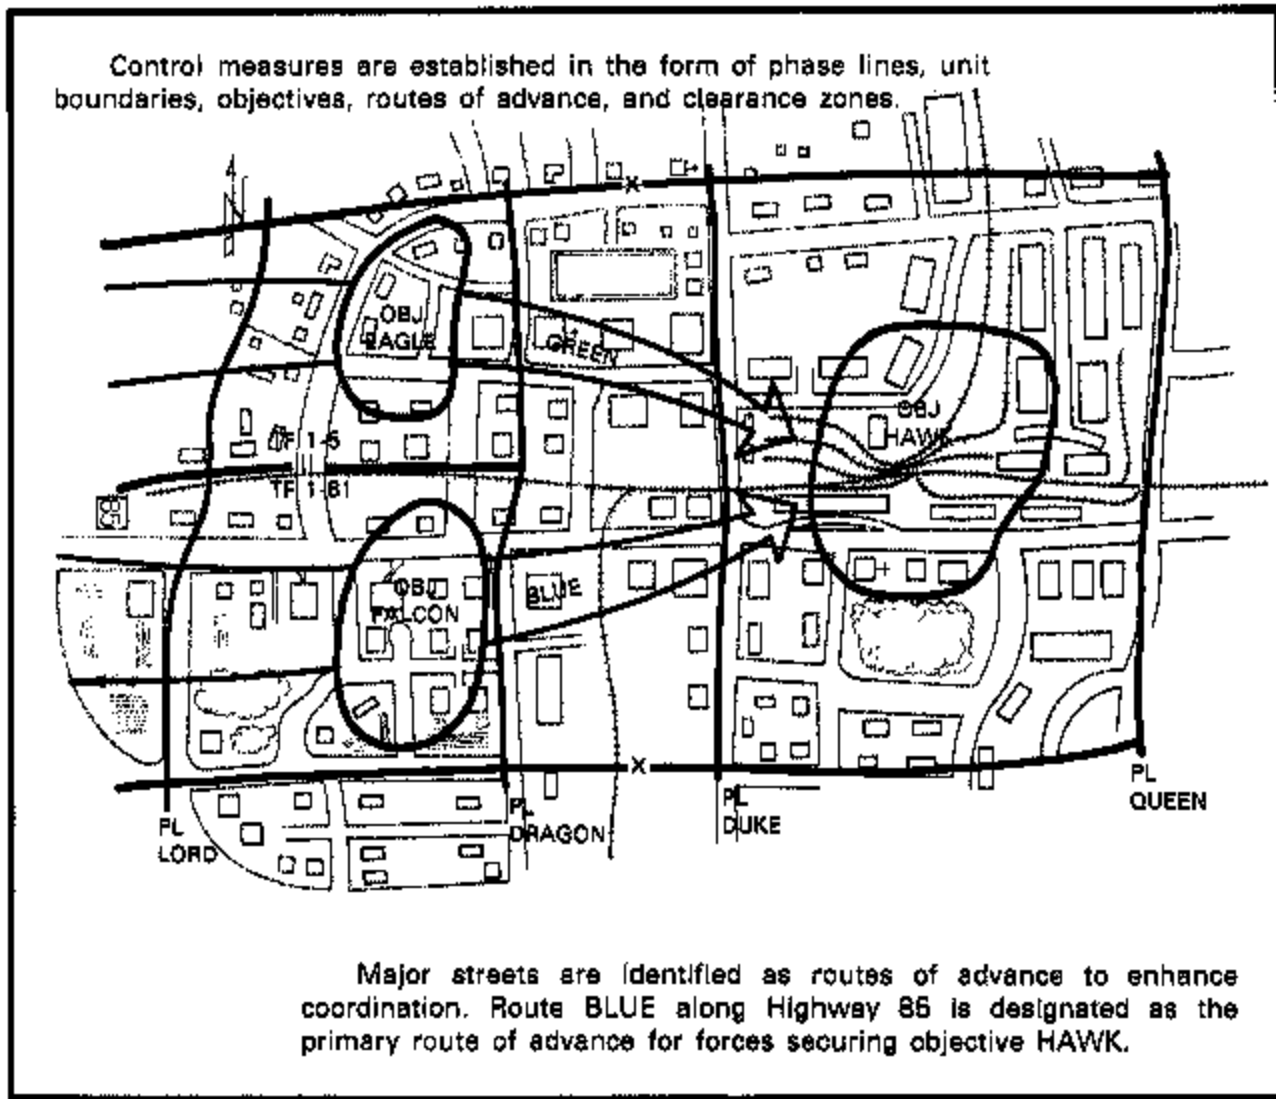 Control measures are established in the form of phase lines, unit
boundaries, objectives, routes of advance, and clearance zones.
4
X
OBJ
EAGLE
GREEN
OBJ
HAWK
TF 1-5
TF 1-81
85
OBJ
FALCON
BLUE
X
PL
LORD
PL
DRAGON
PL
DUKE
PL
QUEEN
Major streets are identified as routes of advance to enhance
coordination. Route BLUE along Highway 85 is designated as the
primary route of advance for forces securing objective HAWK.